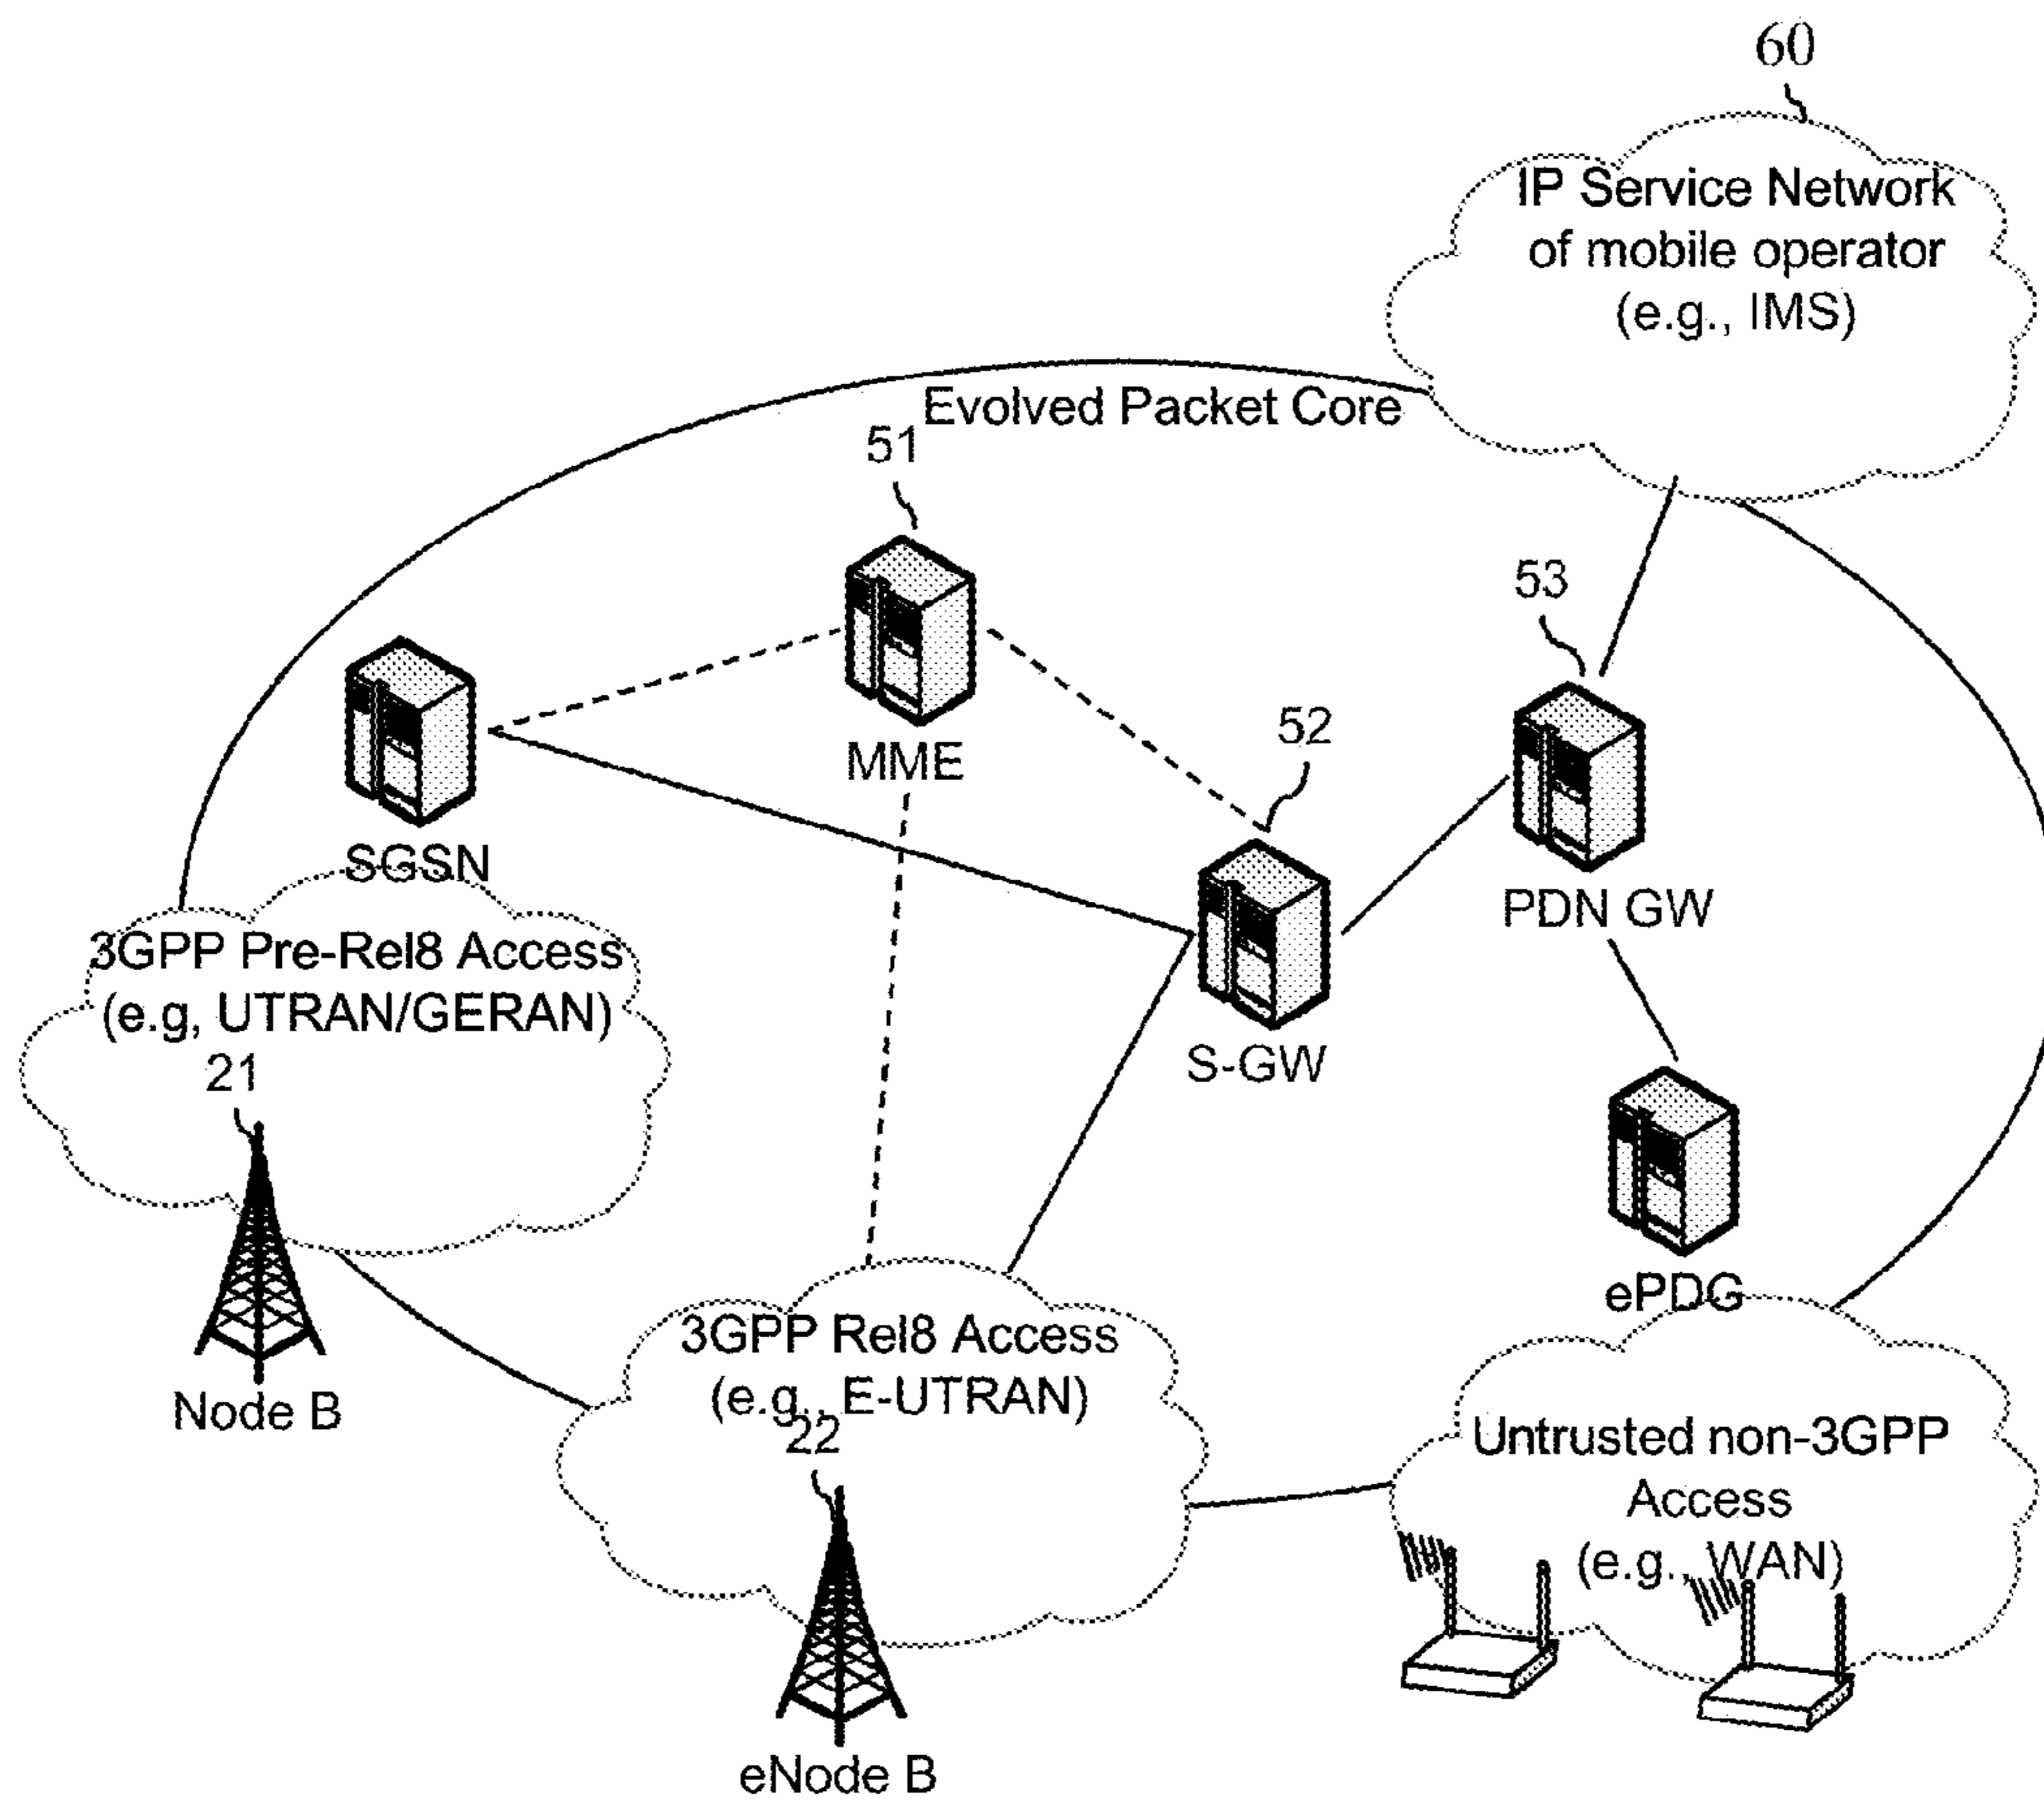 60
IP Service Network
of mobile operator
(e.g., IMS)
Evolved Packet Core
51
53
52
MME
SGSN
PDN GW
3GPP Pre-Rel8 Access
(e.g, UTRAN/GERAN)
21
S-GW
ePDG
3GPP Rel8 Access
(e.g., E-UTRAN)
22
Node B
Untrusted non-3GPP
Access
(e.g., WAN)
eNode B